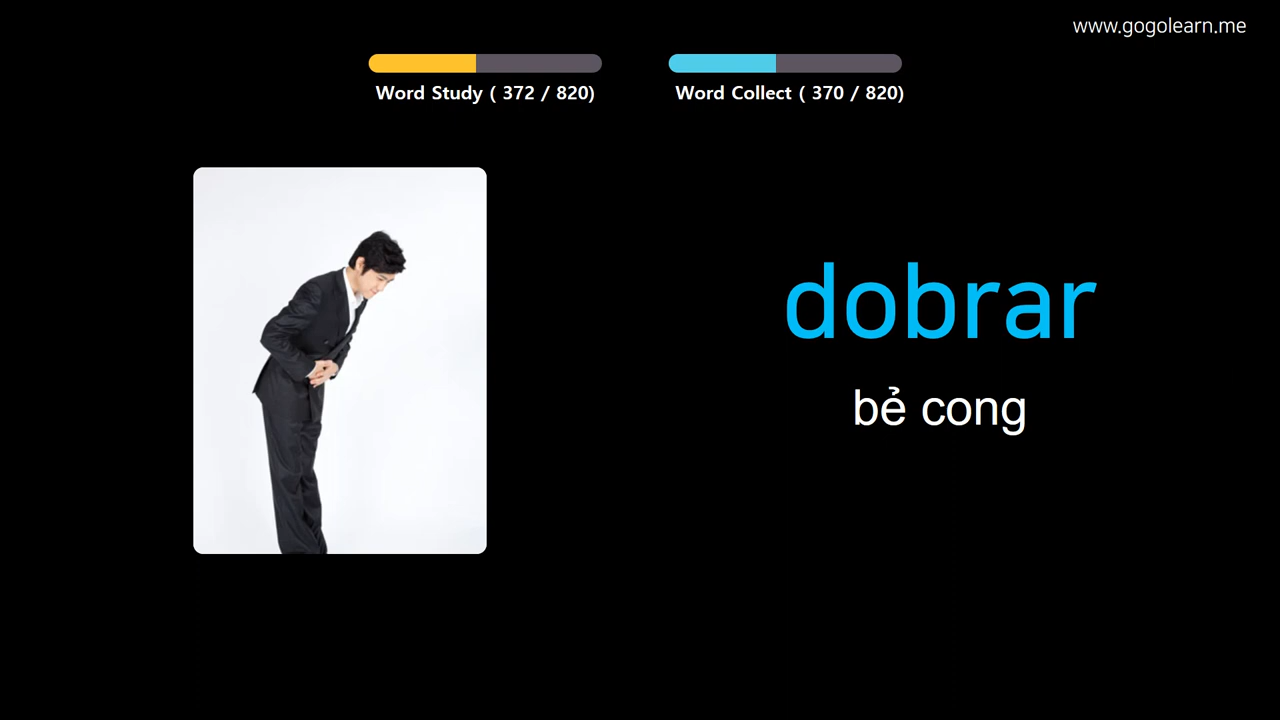 www.gogolearn.me
Word Study ( 372 / 820)
Word Collect ( 370 / 820)
dobrar
bẻ cong